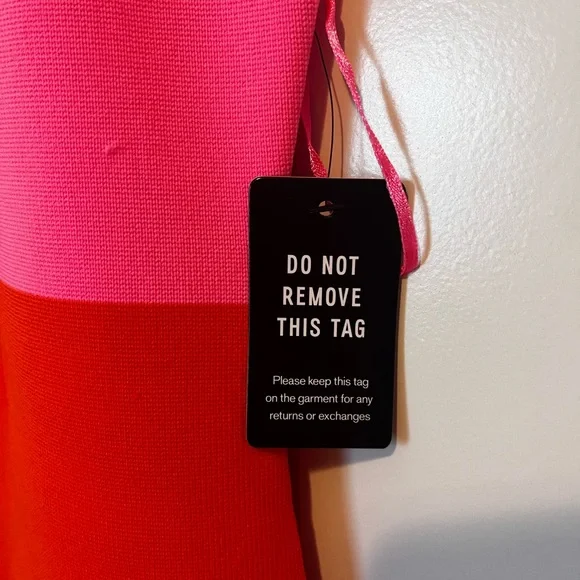 DO NOT
REMOVE
THIS TAG
Please keep this tag
on the garment for any
returns or exchanges